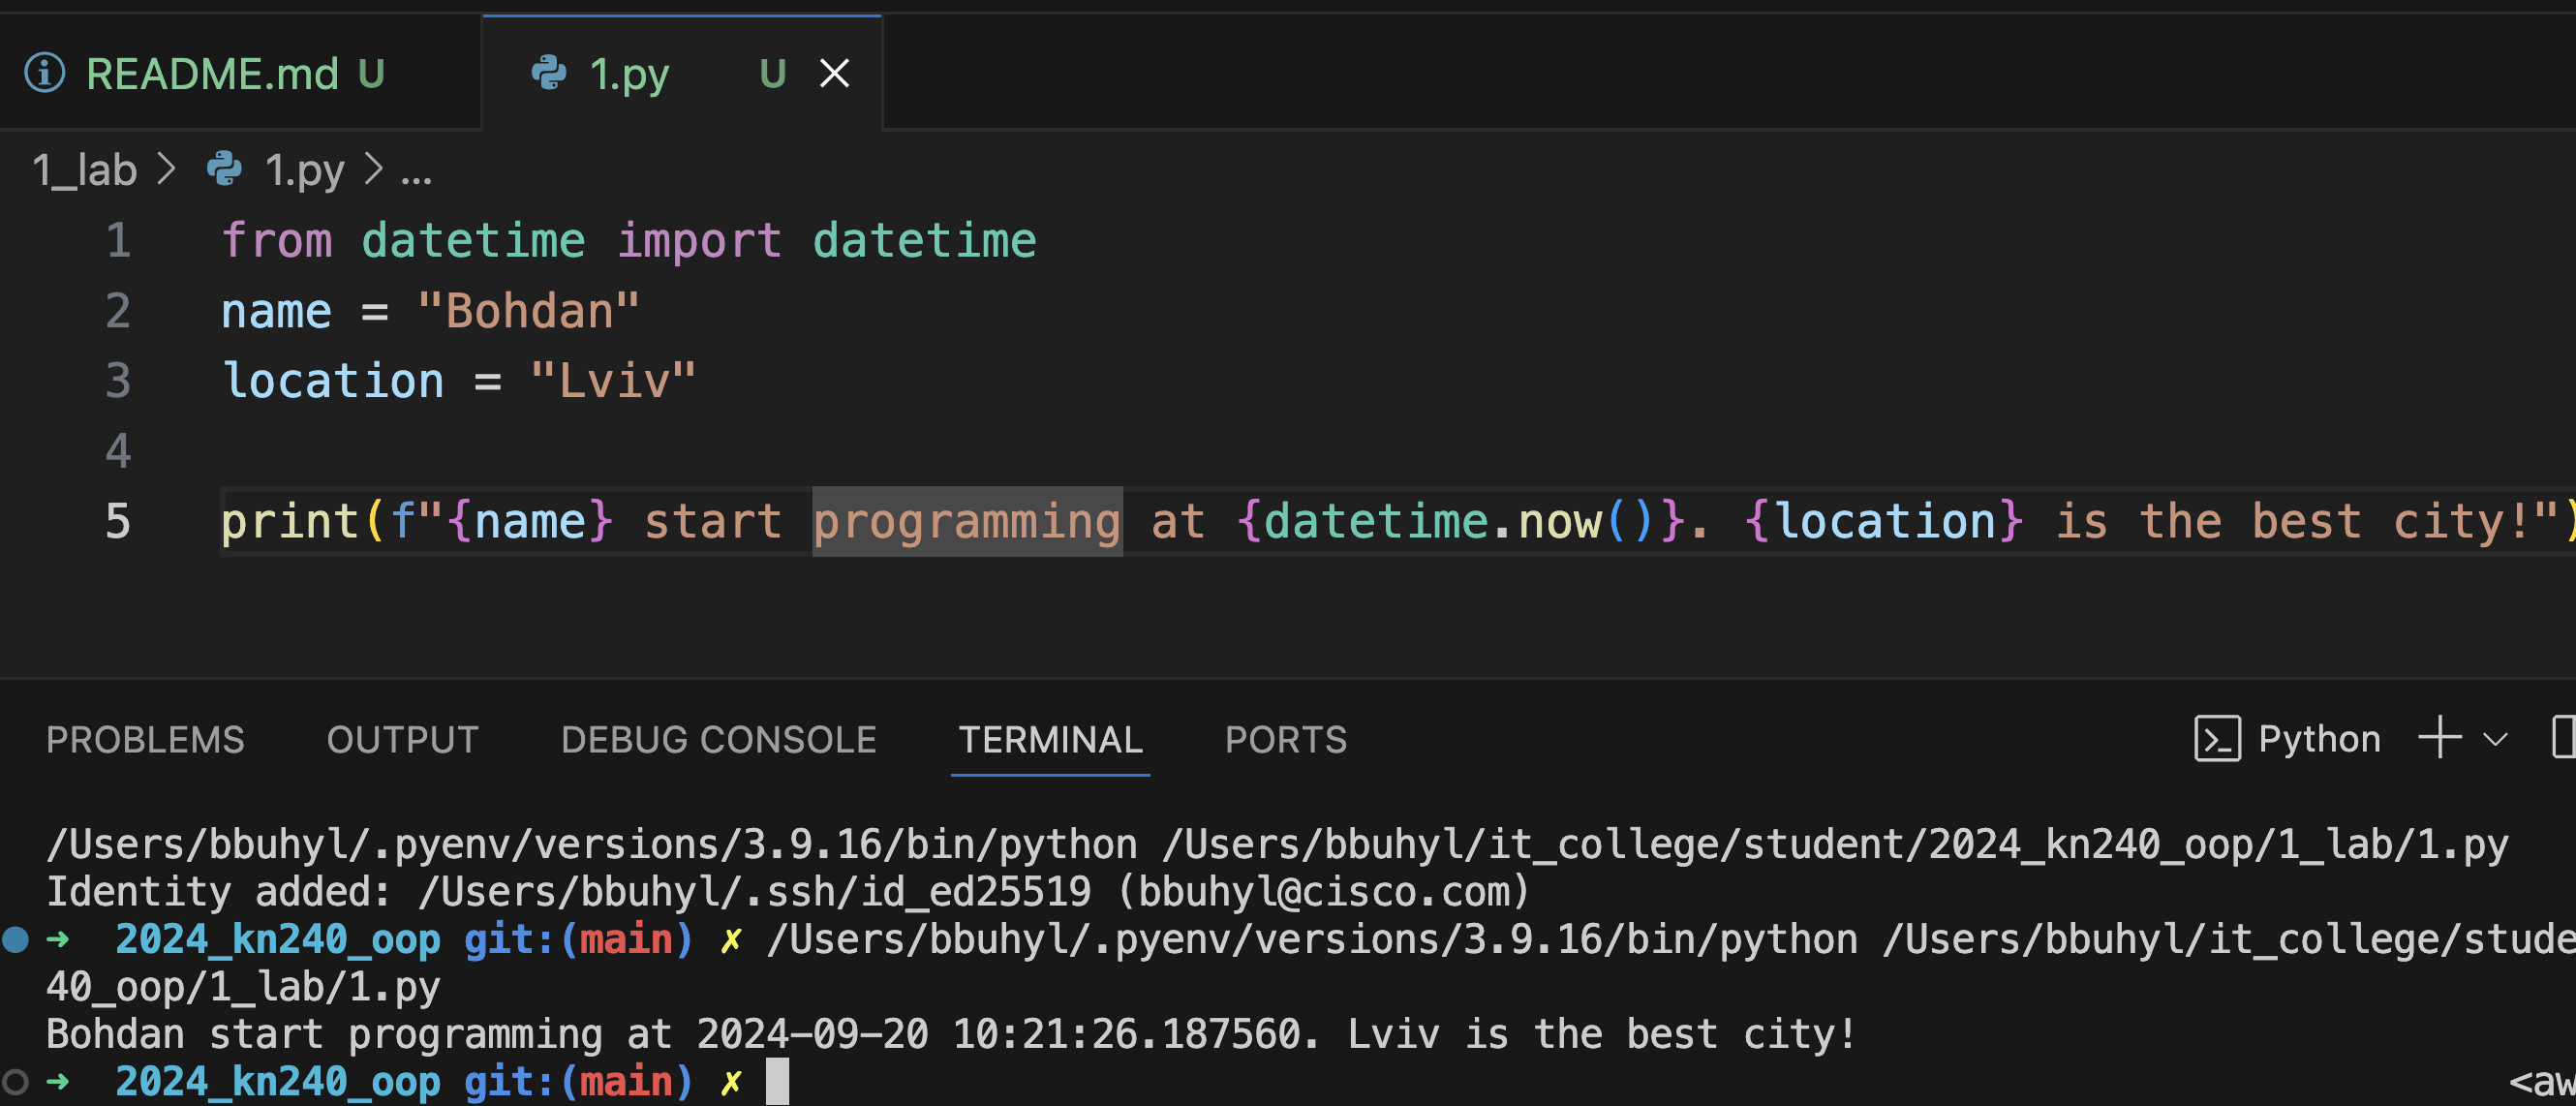 README.md U 1.py U
1_lab > 1.py > ...
1 from datetime import datetime
2 name = "Bohdan"
3 location = "Lviv"
4
5 print(f"{name} start programming at {datetime.now()}. {location} is the best city!")
PROBLEMS OUTPUT DEBUG CONSOLE TERMINAL PORTS Python
/Users/bbuhyl/.pyenv/versions/3.9.16/bin/python /Users/bbuhyl/it_college/student/2024_kn240_oop/1_lab/1.py
Identity added: /Users/bbuhyl/.ssh/id_ed25519 (bbuhyl@cisco.com)
➜ 2024_kn240_oop git:(main) ✗ /Users/bbuhyl/.pyenv/versions/3.9.16/bin/python /Users/bbuhyl/it_college/stude
40_oop/1_lab/1.py
Bohdan start programming at 2024-09-20 10:21:26.187560. Lviv is the best city!
➜ 2024_kn240_oop git:(main) ✗ <aw